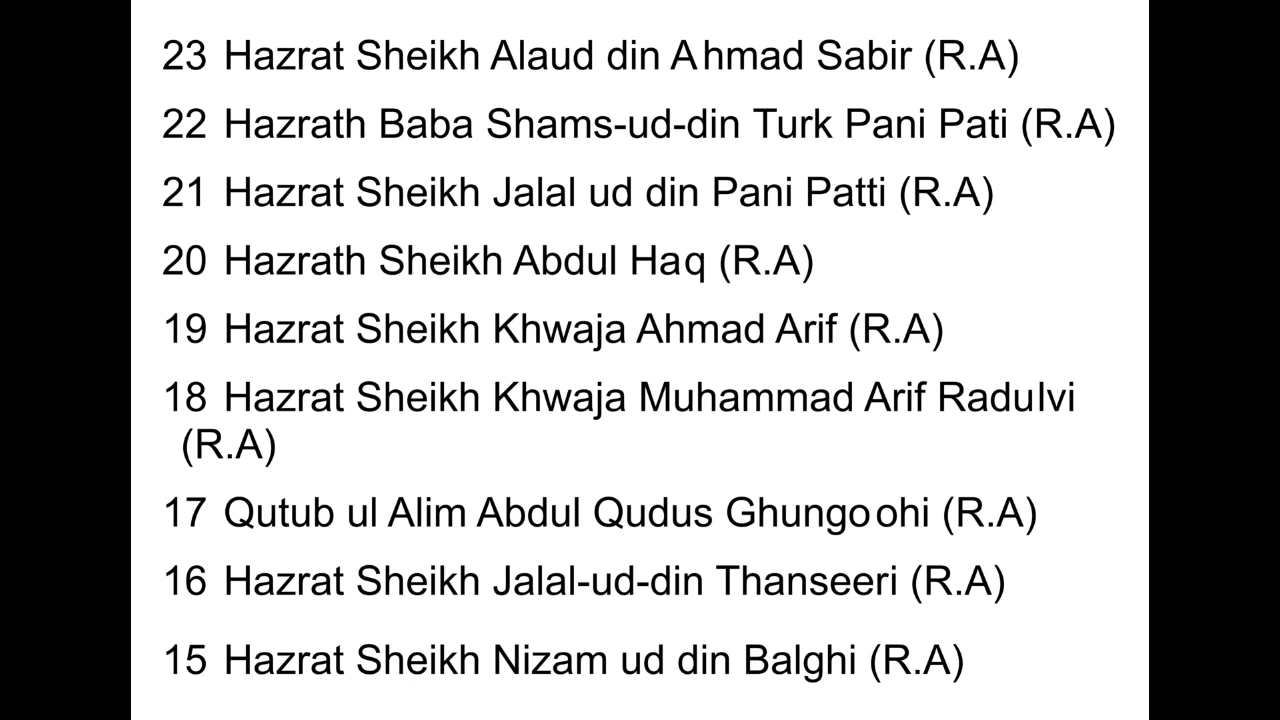 23 Hazrat Sheikh Alaud din Ahmad Sabir (R.A)
22 Hazrath Baba Shams-ud-din Turk Pani Pati (R.A)
21 Hazrat Sheikh Jalal ud din Pani Patti (R.A)
20 Hazrath Sheikh Abdul Haq (R.A)
19 Hazrat Sheikh Khwaja Ahmad Arif (R.A)
18 Hazrat Sheikh Khwaja Muhammad Arif Radulvi
(R.A)
17 Qutub ul Alim Abdul Qudus Ghungoohi (R.A)
16 Hazrat Sheikh Jalal-ud-din Thanseeri (R.A)
15 Hazrat Sheikh Nizam ud din Balghi (R.A)